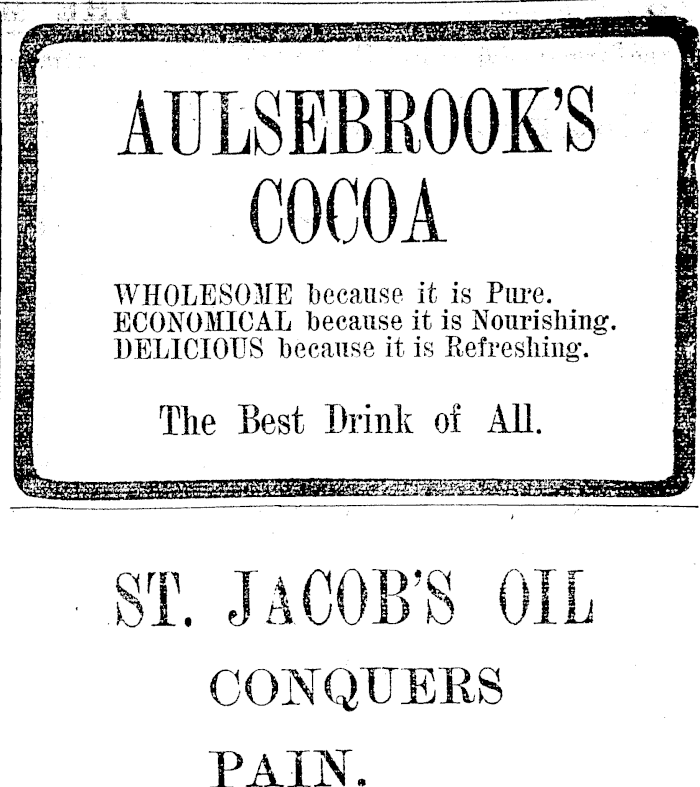 AULSEBROOK'S
COCOA
WHOLESOME because it is Pure.
ECONOMICAL because it is Nourishing.
DELICIOUS because it is Refreshing.
The Best Drink of All.
ST. JACOB'S OIL
CONQUERS
PAIN.